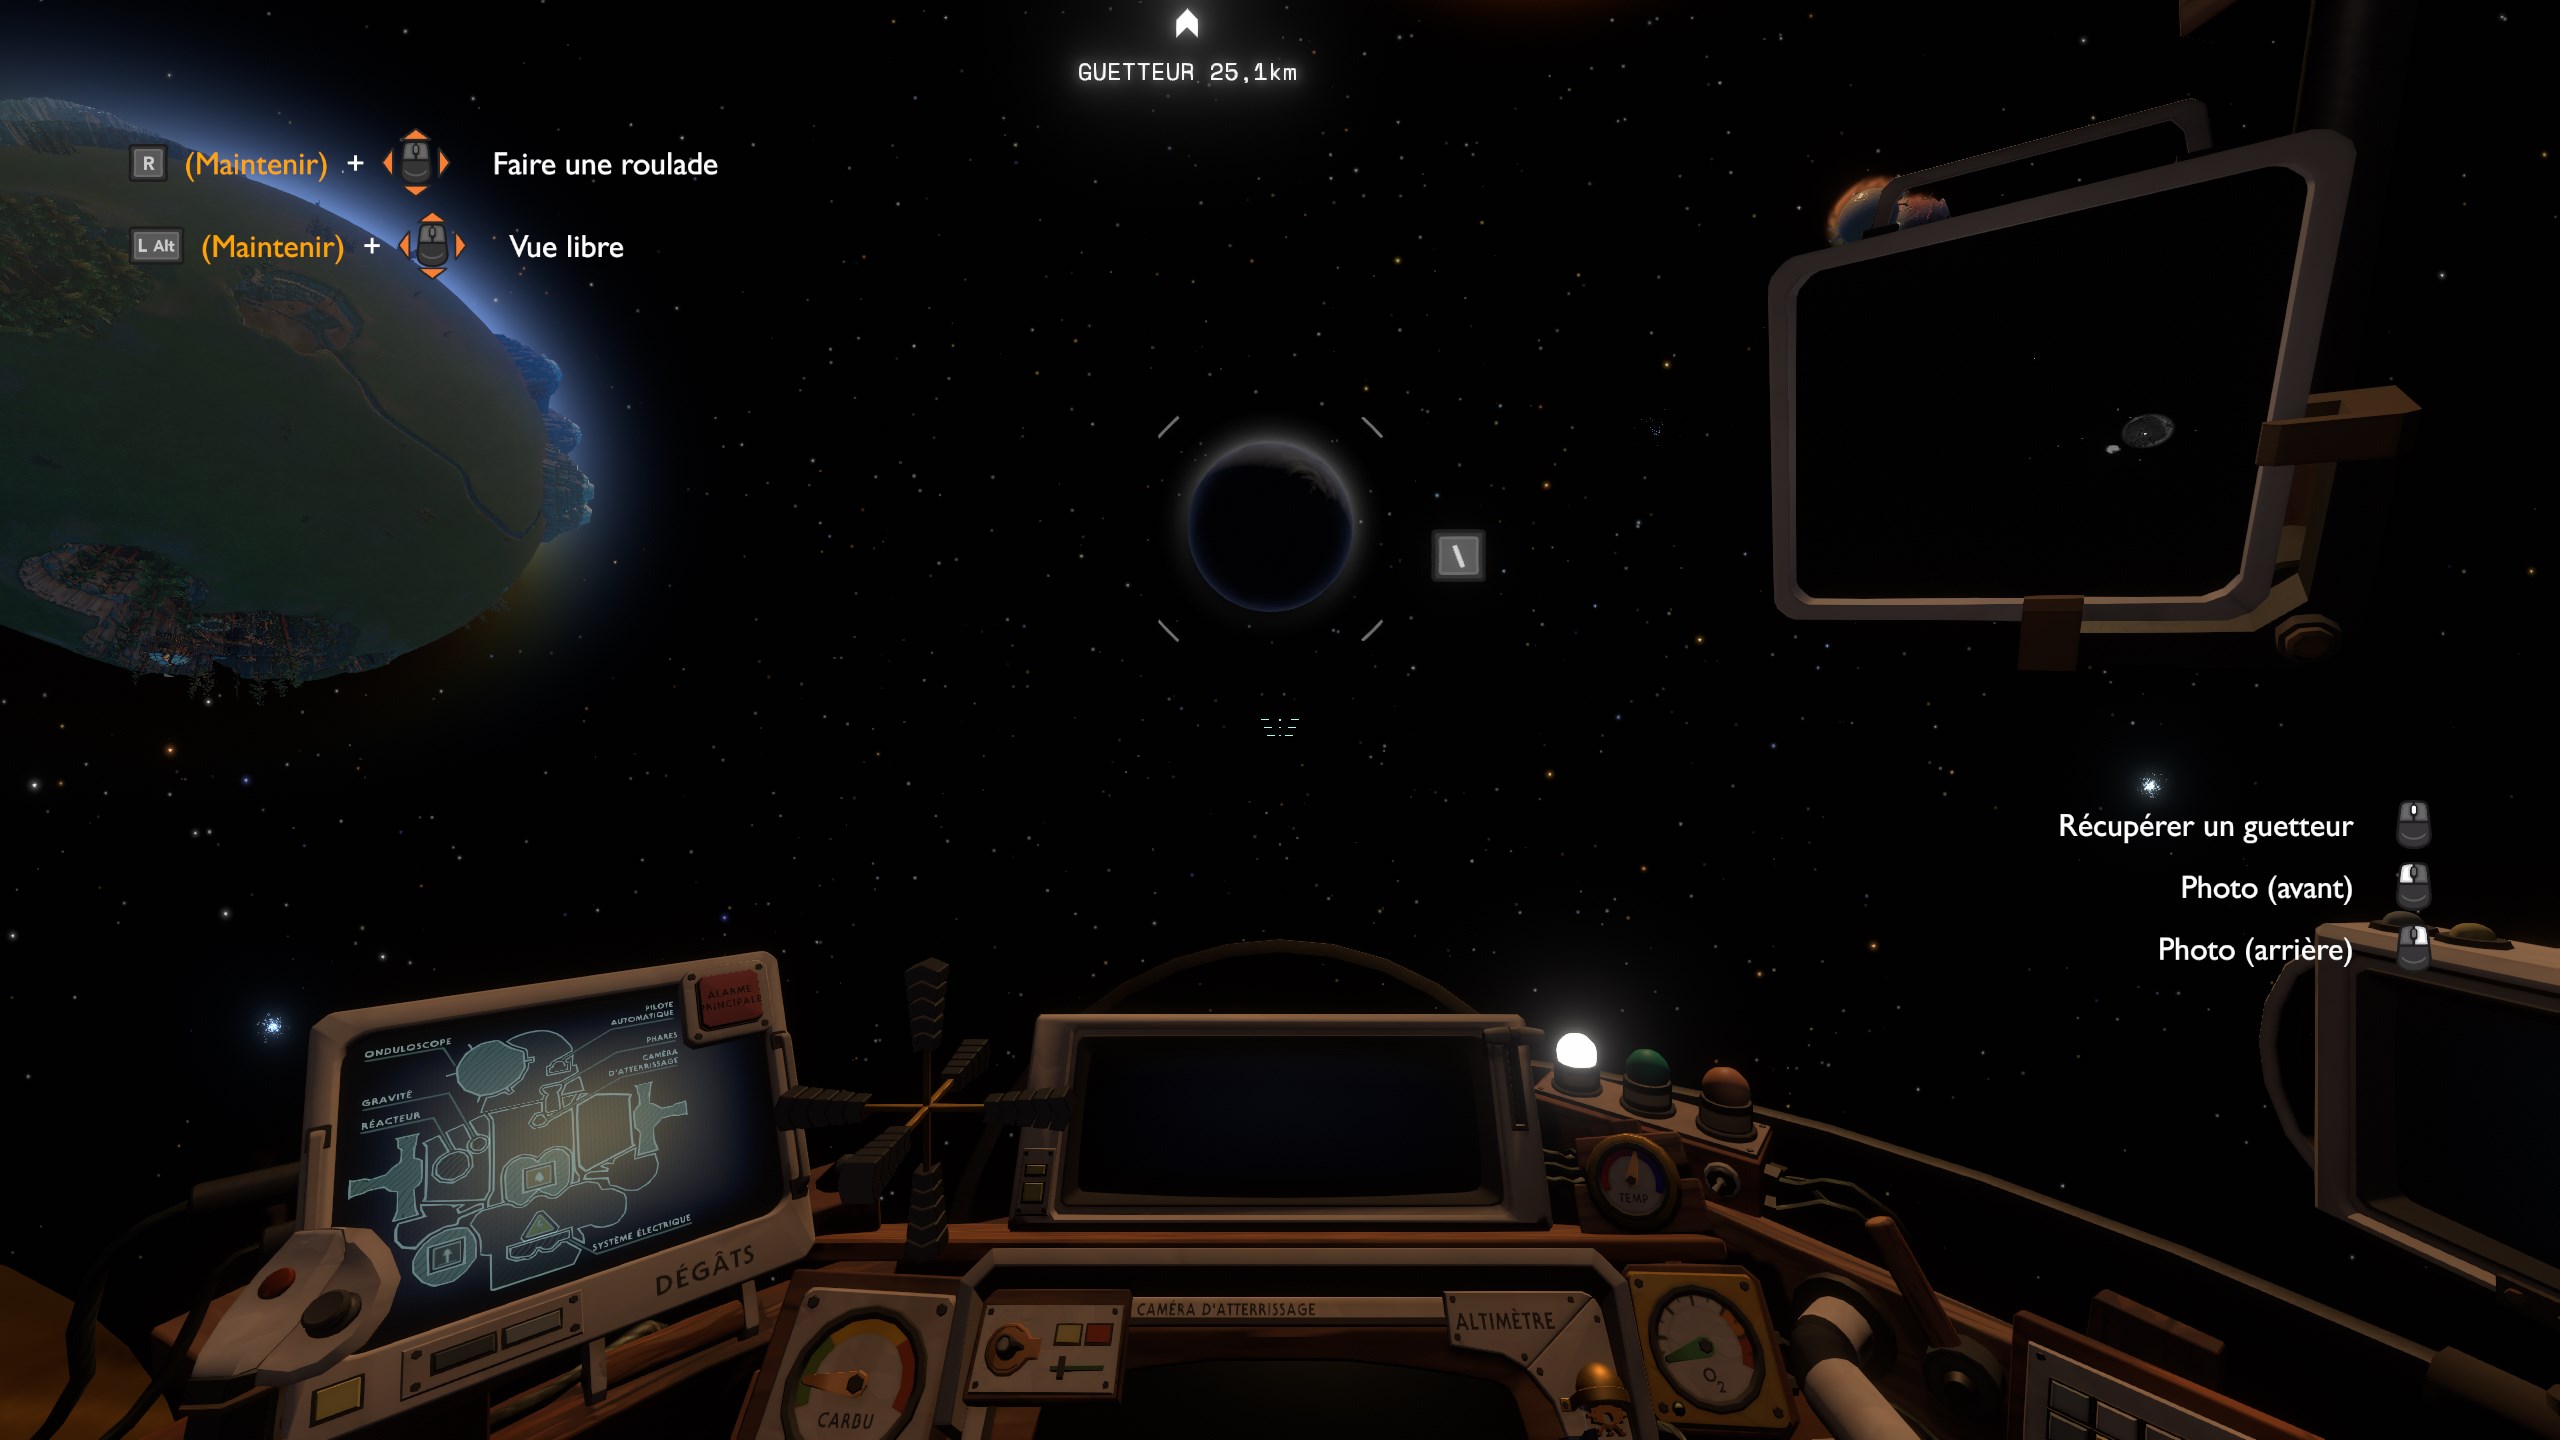 GUETTEUR 25,1km
R (Maintenir) + Faire une roulade
L Alt (Maintenir) + Vue libre
\
Récupérer un guetteur
Photo (avant)
Photo (arrière)
ALARME
PRINCIPALE
PILOTE
AUTOMATIQUE
ONDULOSCOPE
PHARES
CAMÉRA
D'ATTERRISSAGE
GRAVITÉ
RÉACTEUR
SYSTÈME ÉLECTRIQUE
DÉGÂTS
TEMP
CAMÉRA D'ATTERRISSAGE
ALTIMÈTRE
O2
CARBU